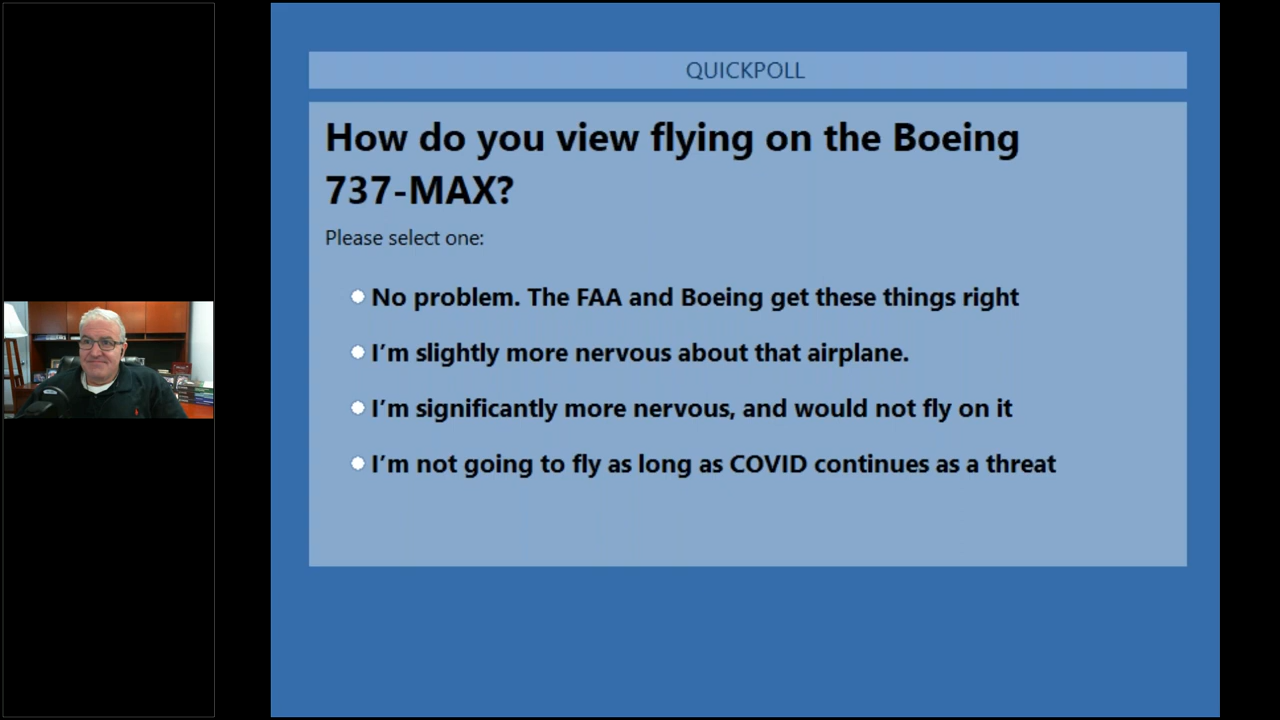 QUICKPOLL
How do you view flying on the Boeing
737-MAX?
Please select one:
No problem. The FAA and Boeing get these things right
I’m slightly more nervous about that airplane.
I’m significantly more nervous, and would not fly on it
I’m not going to fly as long as COVID continues as a threat